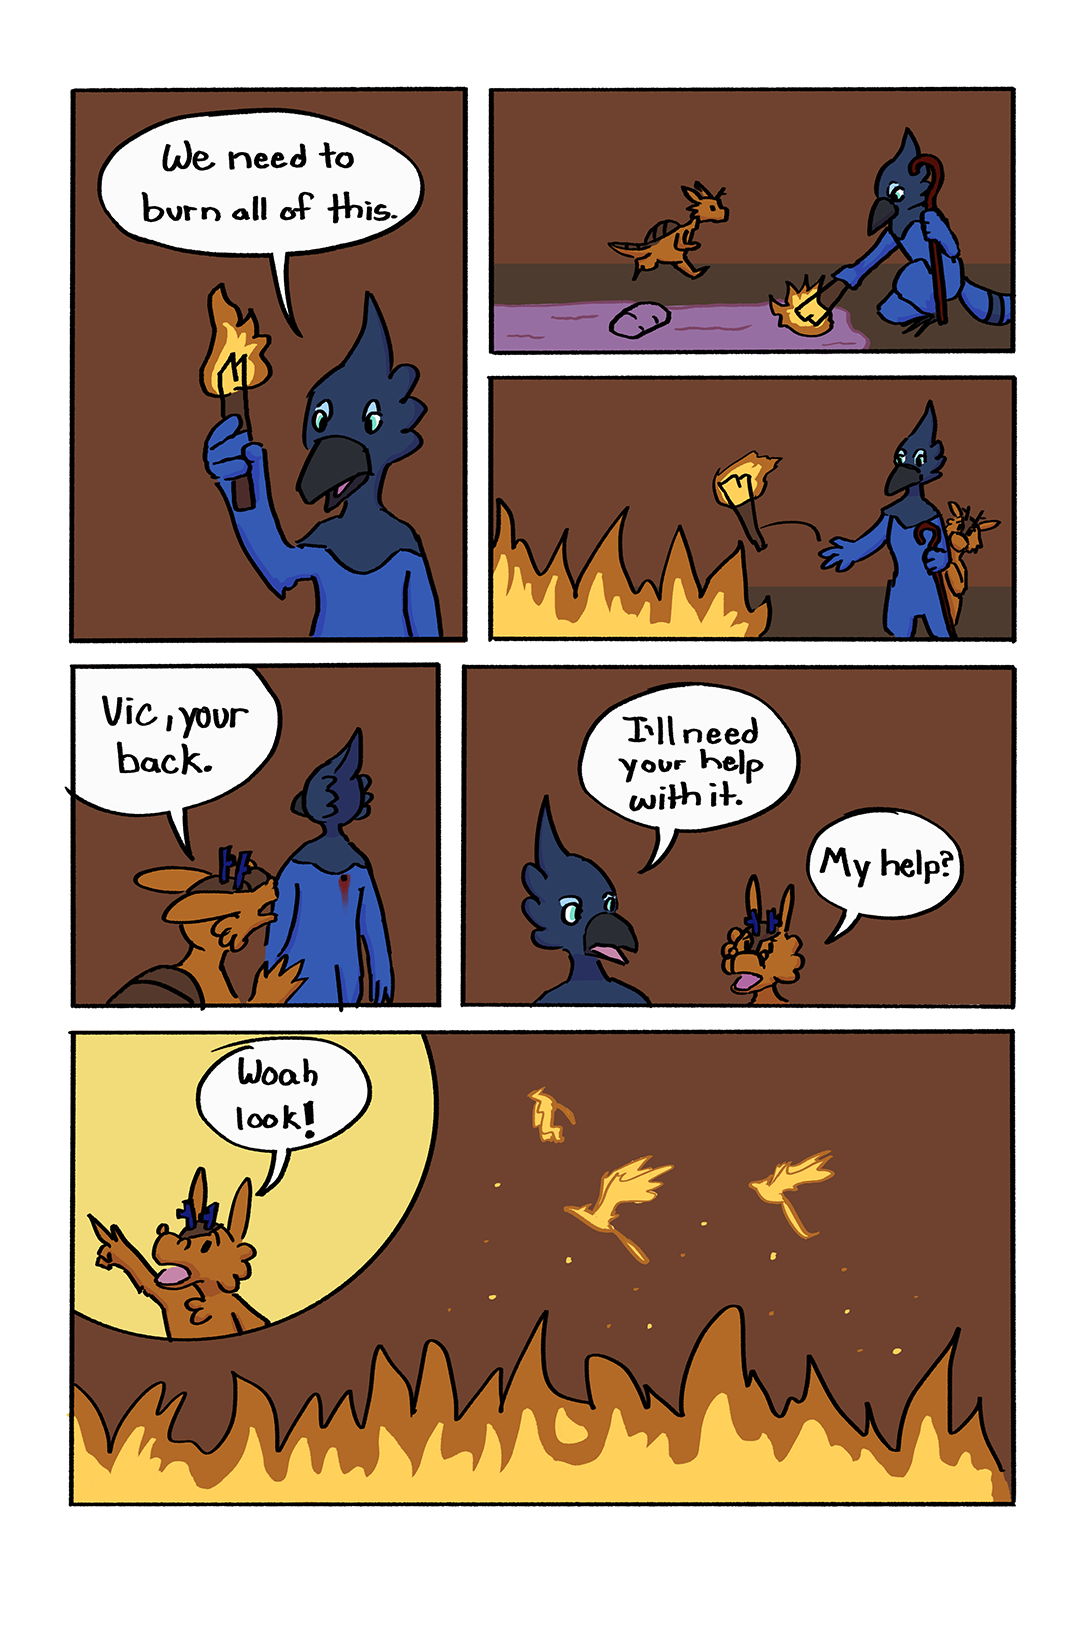 We need to
burn all of this.
Vic, your
back.
I'll need
your help
with it.
My help?
Woah
look!